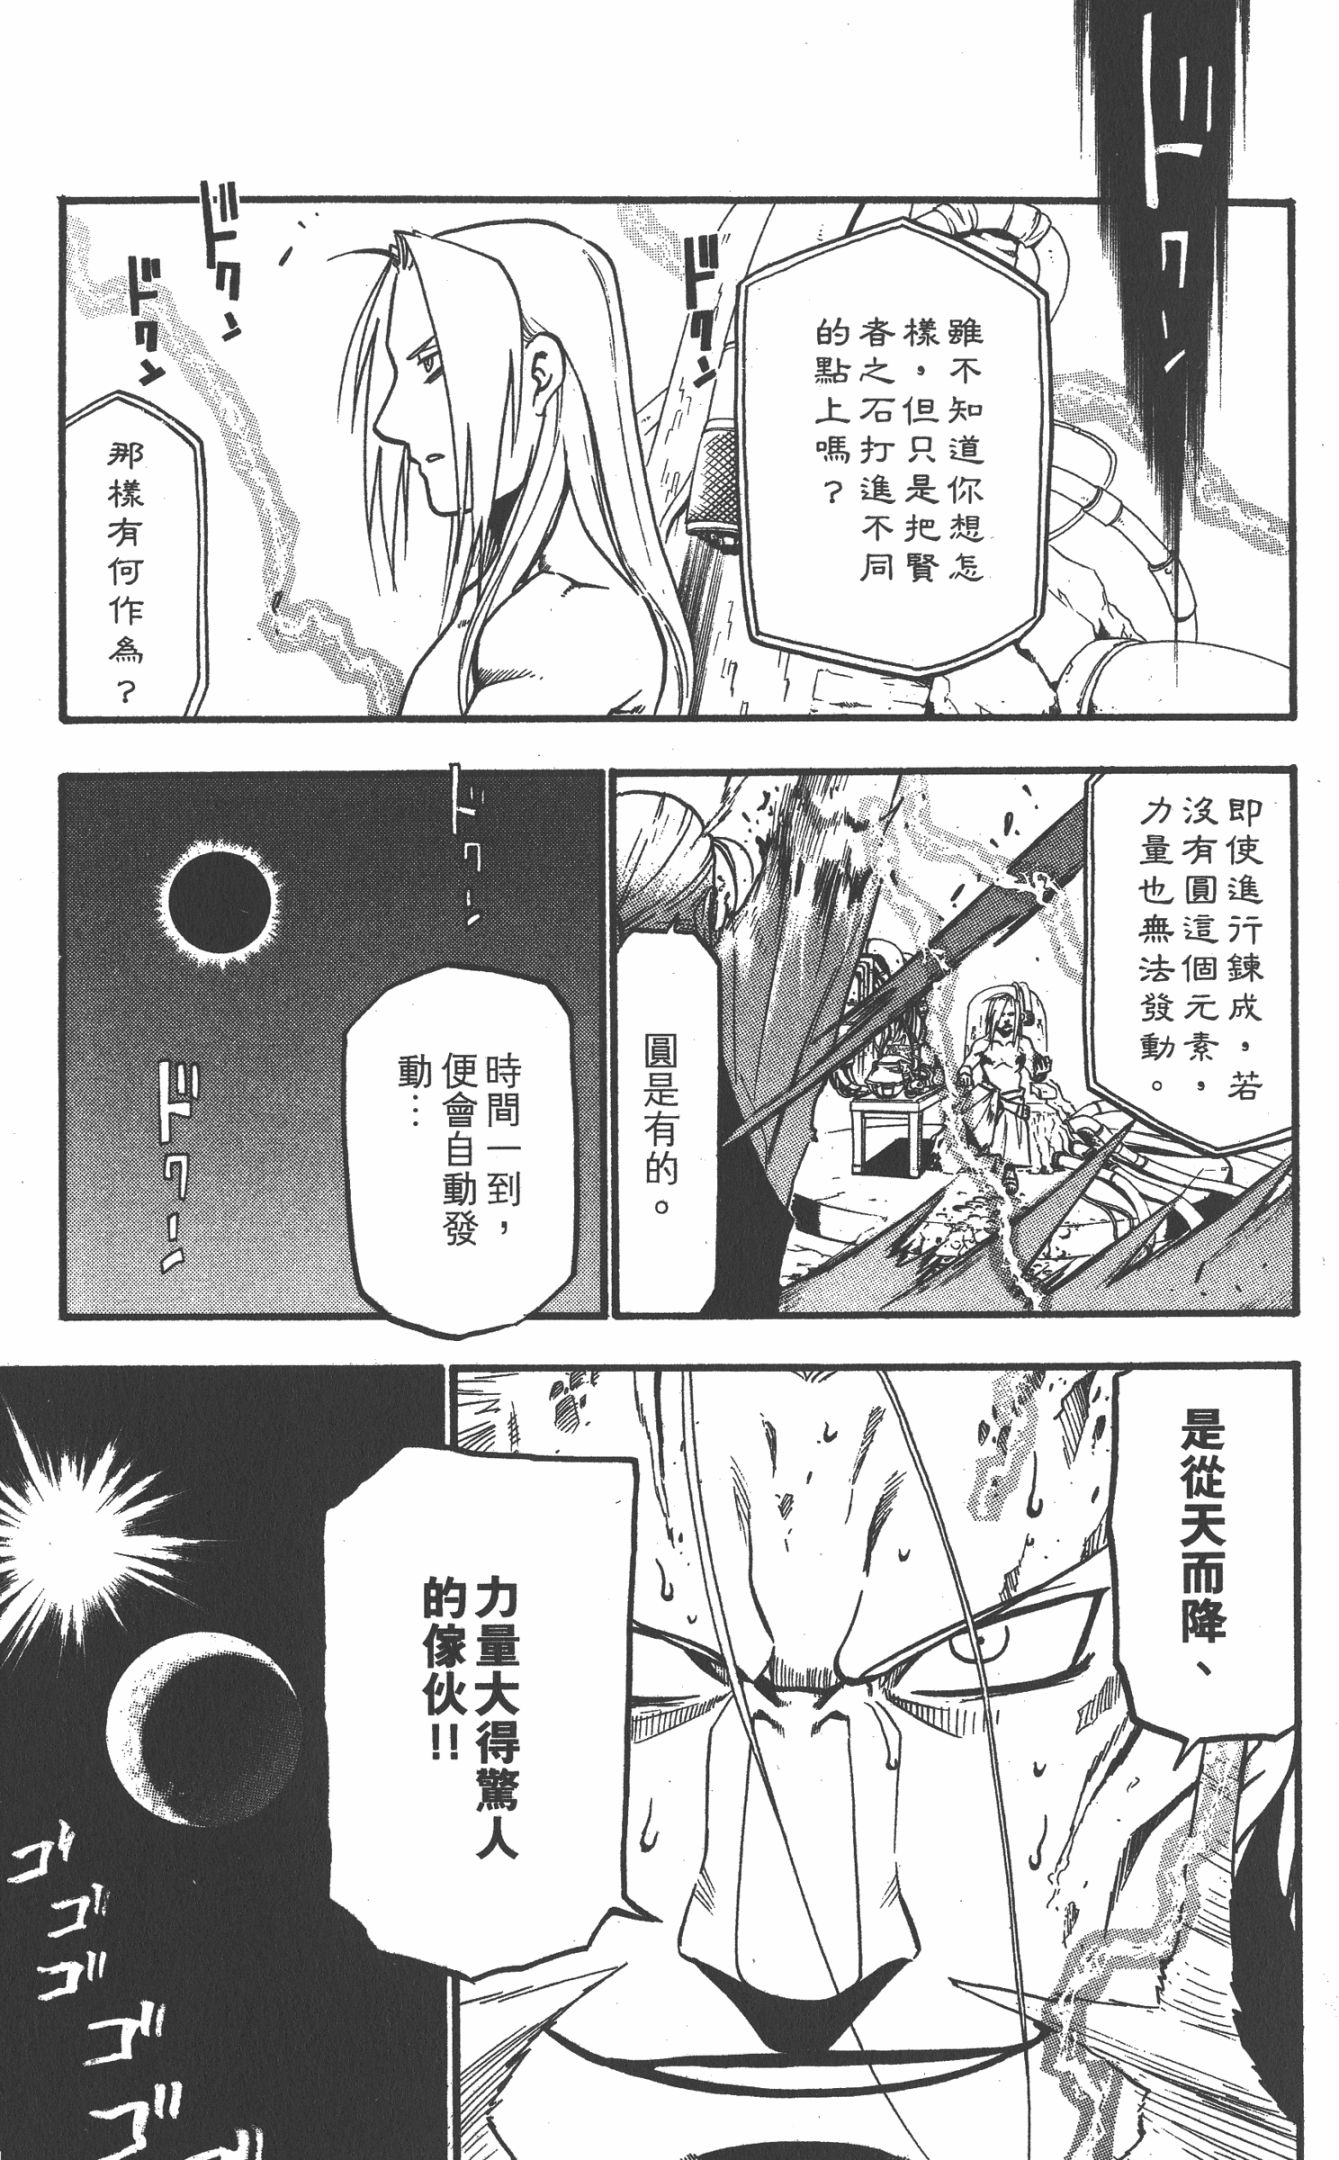 ドクン
雖不知道你想怎
樣，但只是把賢
者之石打進不同
的點上嗎？
ドクン
ドクン
ドクン
那樣有何作為？
即使進行鍊成，若
沒有圓這個元素，
力量也無法發動。
圓是有的。
ドクン
時間一到，
便會自動發
動…
ドクン
是從天而降、
力量大得驚人
的傢伙!!
ゴゴゴゴゴゴ